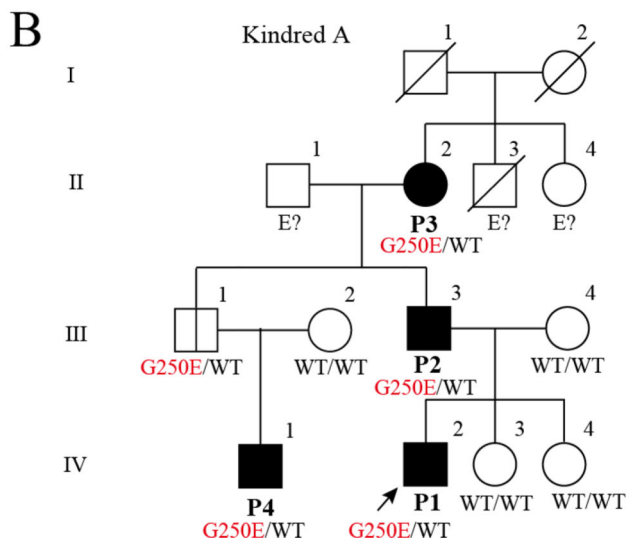 B
Kindred A
I
1
2
II
1
2
3
4
E?
P3
E?
E?
G250E/WT
III
1
2
3
4
G250E/WT
WT/WT
P2
WT/WT
G250E/WT
IV
1
2
3
4
P4
P1
WT/WT
WT/WT
G250E/WT
G250E/WT